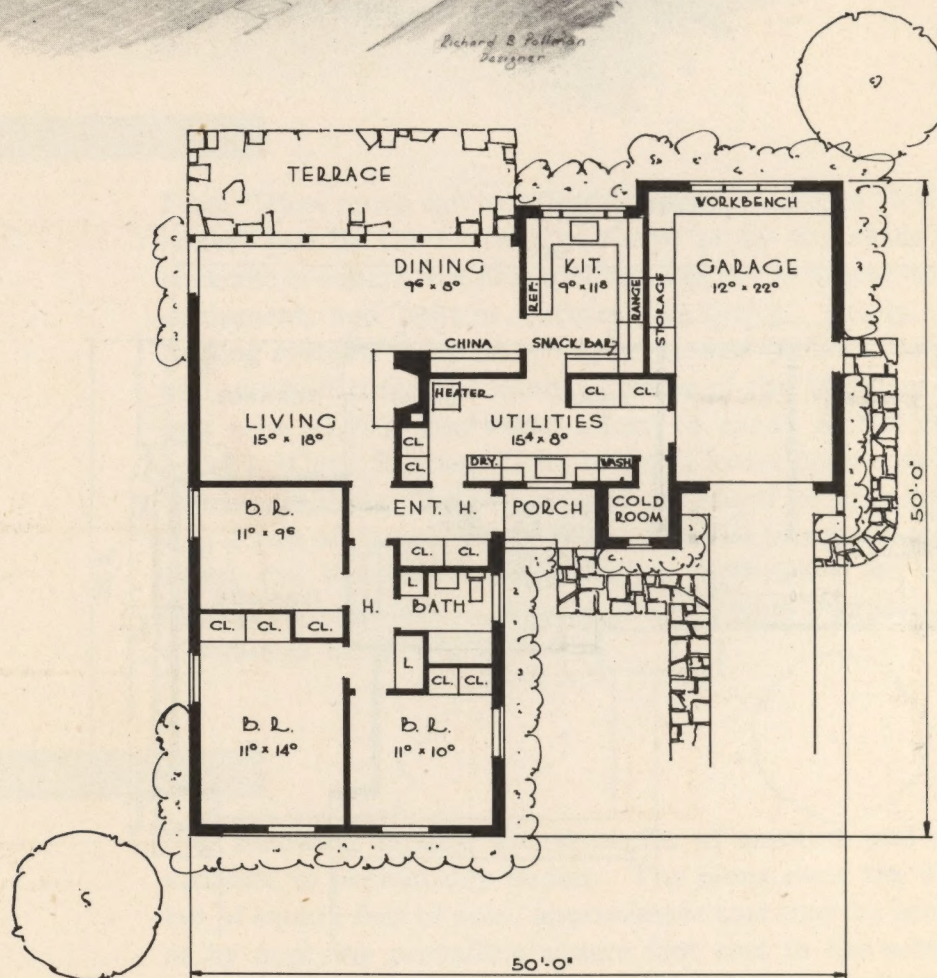 Richard B Pollman
Designer
TERRACE
WORKBENCH
DINING
9⁶ x 8⁰
KIT.
9⁰ x 11⁸
GARAGE
12⁰ x 22⁰
REF.
RANGE
STORAGE
CHINA
SNACK BAR
HEATER
CL. CL.
LIVING
15⁰ x 18⁰
UTILITIES
15⁴ x 8⁰
CL
CL
DRY.
WASH
B. R.
11⁰ x 9⁶
ENT. H.
PORCH
COLD
ROOM
50'-0"
CL. CL.
L
H.
BATH
CL. CL. CL.
L
CL. CL.
B. R.
11⁰ x 14⁰
B. R.
11⁰ x 10⁰
50'-0"